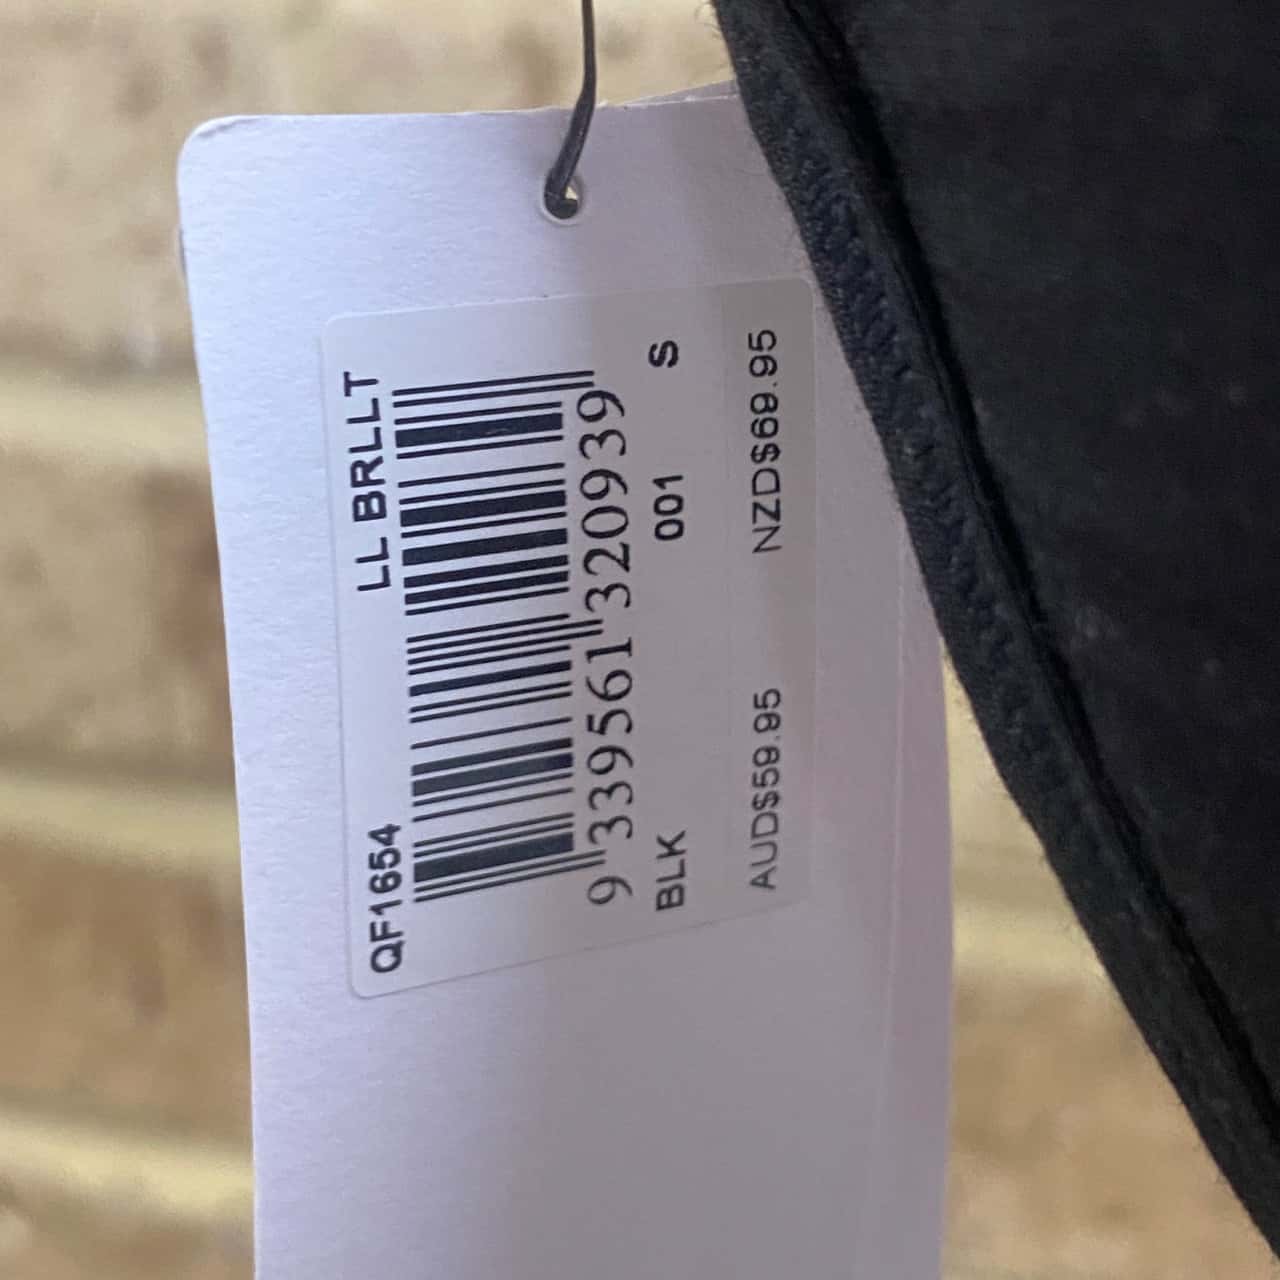 QF1654 LL BRLLT
9 339561 320939
BLK 001 S
AUD$59.95 NZD$69.95